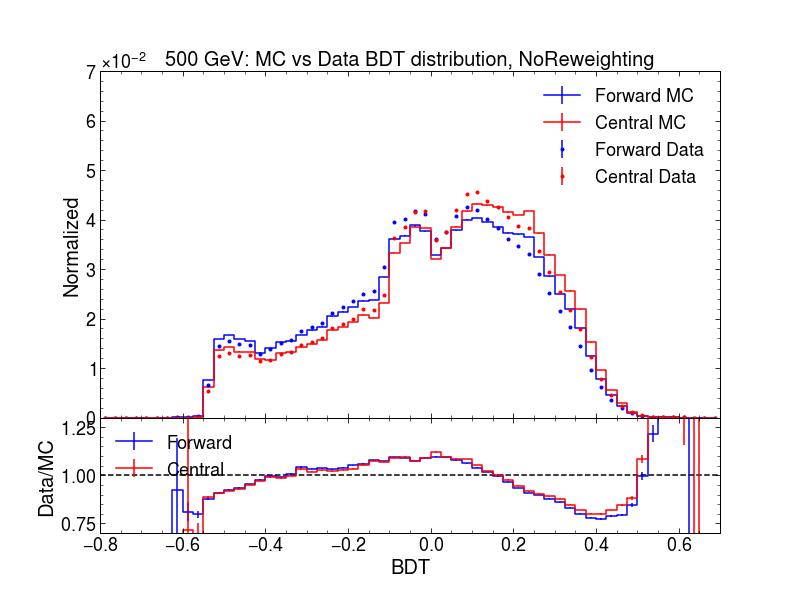 ×10⁻²
500 GeV: MC vs Data BDT distribution, NoReweighting
7
6
5
4
3
2
1
0
Normalized
Forward MC
Central MC
Forward Data
Central Data
1.25
1.00
0.75
Data/MC
Forward
Central
−0.8 −0.6 −0.4 −0.2 0.0 0.2 0.4 0.6
BDT